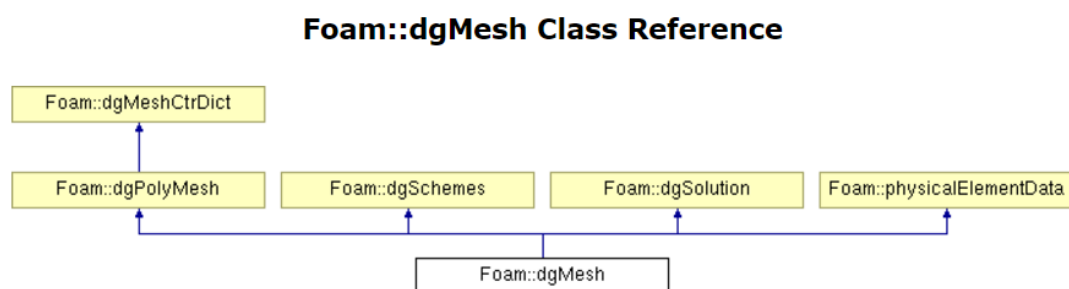 Foam::dgMesh Class Reference
Foam::dgMeshCtrDict
Foam::dgPolyMesh Foam::dgSchemes Foam::dgSolution Foam::physicalElementData
Foam::dgMesh